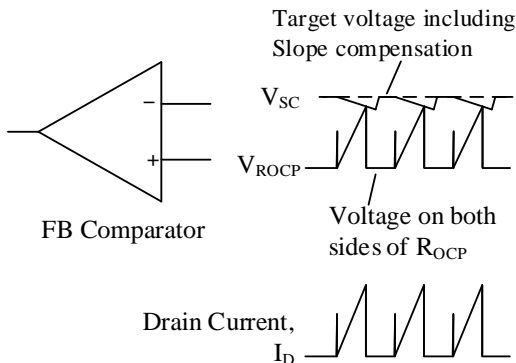 Target voltage including
Slope compensation
V_SC
−
+
V_ROCP
FB Comparator
Voltage on both
sides of R_OCP
Drain Current,
I_D